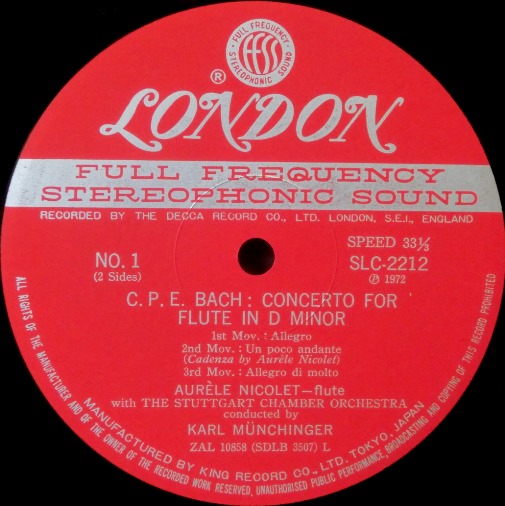 FULL FREQUENCY
ffss
STEREOPHONIC SOUND
®
LONDON
FULL FREQUENCY
STEREOPHONIC SOUND
RECORDED BY THE DECCA RECORD CO., LTD. LONDON, S.E.I., ENGLAND
NO. 1
(2 Sides)
SPEED 33⅓
SLC-2212
℗ 1972
C. P. E. BACH : CONCERTO FOR
FLUTE IN D MINOR
1st Mov. : Allegro
2nd Mov. : Un poco andante
(Cadenza by Aurèle Nicolet)
3rd Mov. : Allegro di molto
AURÈLE NICOLET—flute
with THE STUTTGART CHAMBER ORCHESTRA
conducted by
KARL MÜNCHINGER
ZAL 10858 (SDLB 3507) L
MANUFACTURED BY KING RECORD CO., LTD. TOKYO, JAPAN
ALL RIGHTS OF THE MANUFACTURER AND OF THE OWNER OF THE RECORDED WORK RESERVED, UNAUTHORISED PUBLIC PERFORMANCE, BROADCASTING AND COPYING OF THIS RECORD PROHIBITED